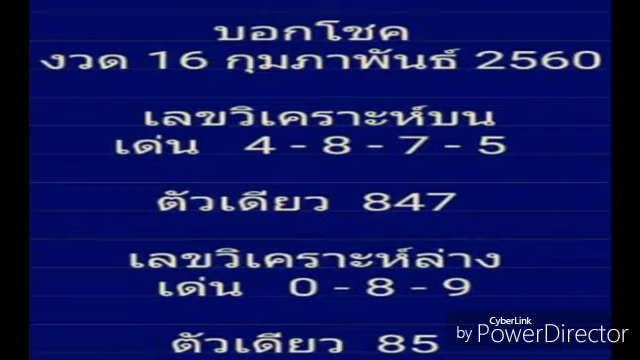 บอกโชค
งวด 16 กุมภาพันธ์ 2560
เลขวิเคราะห์บน
เด่น 4 - 8 - 7 - 5
ตัวเดียว 847
เลขวิเคราะห์ล่าง
เด่น 0 - 8 - 9
ตัวเดียว 85
CyberLink
by PowerDirector